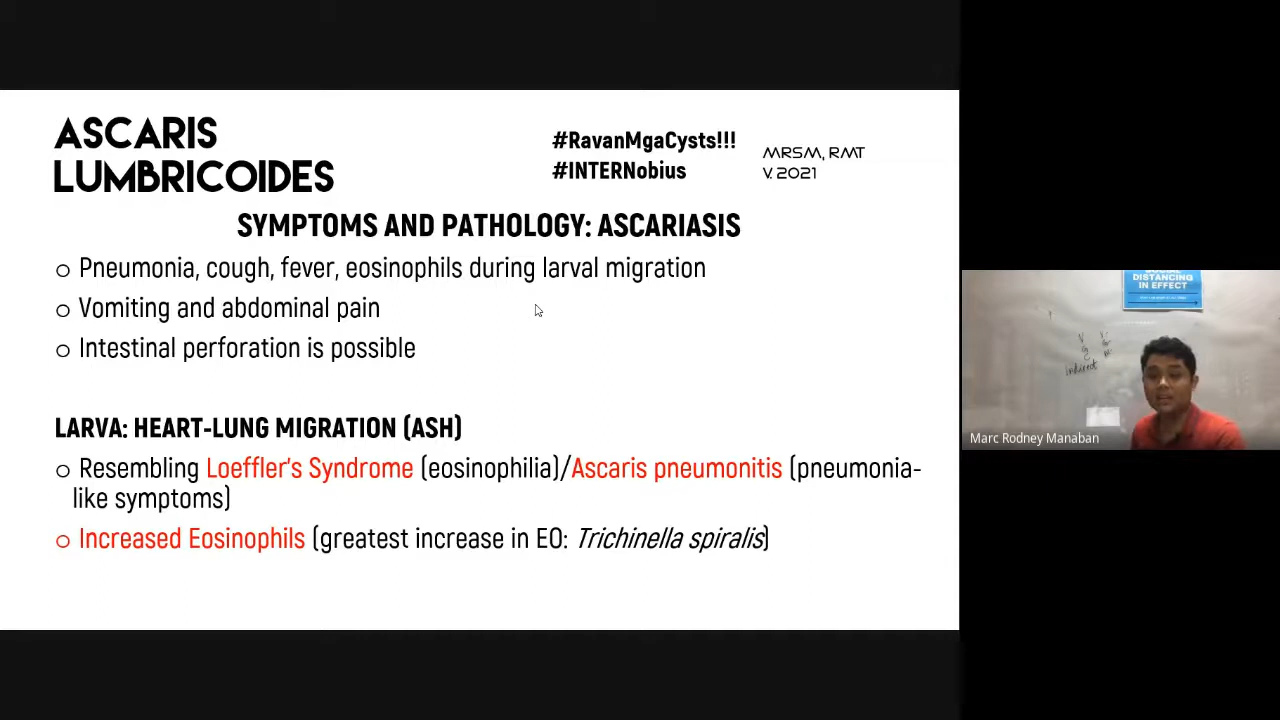 ASCARIS
LUMBRICOIDES
#RavanMgaCysts!!!
#INTERNobius
MRSM, RMT
V. 2021
SYMPTOMS AND PATHOLOGY: ASCARIASIS
o Pneumonia, cough, fever, eosinophils during larval migration
o Vomiting and abdominal pain
o Intestinal perforation is possible
LARVA: HEART-LUNG MIGRATION (ASH)
o Resembling Loeffler's Syndrome (eosinophilia)/Ascaris pneumonitis (pneumonia-
like symptoms)
o Increased Eosinophils (greatest increase in EO: Trichinella spiralis)
DISTANCING
IN EFFECT
Indirect
Marc Rodney Manaban